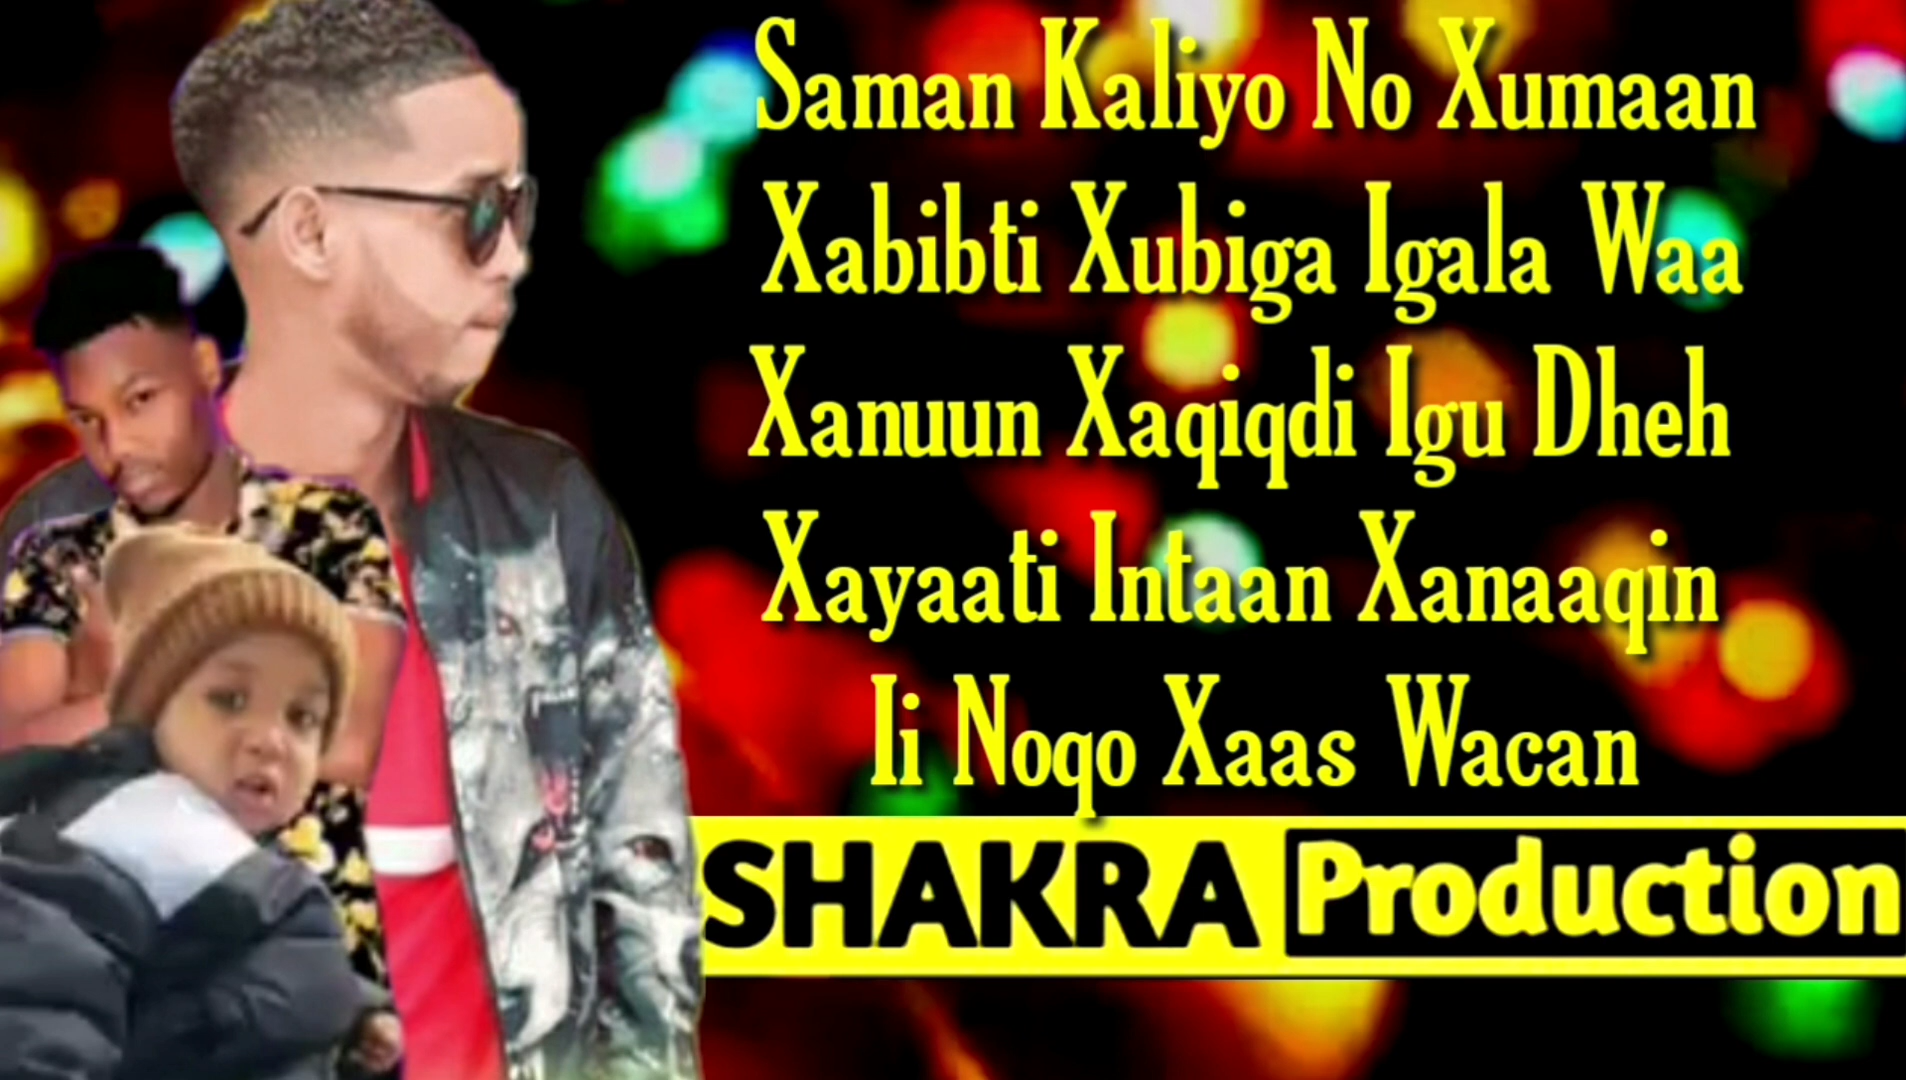 Saman Kaliyo No Xumaan
Xabibti Xubiga Igala Waa
Xanuun Xaqiqdi Igu Dheh
Xayaati Intaan Xanaaqin
Ii Noqo Xaas Wacan
SHAKRA Production